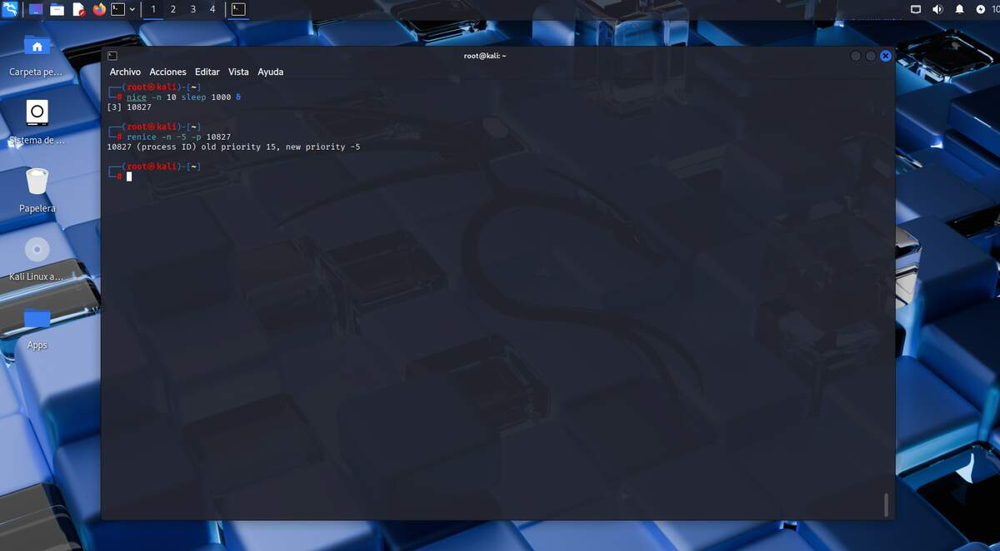 1 2 3 4
root@kali: ~
Archivo Acciones Editar Vista Ayuda
┌──(root㉿kali)-[~]
└─# nice -n 10 sleep 1000 &
[3] 10827
┌──(root㉿kali)-[~]
└─# renice -n -5 -p 10827
10827 (process ID) old priority 15, new priority -5
┌──(root㉿kali)-[~]
└─#
Carpeta pe...
Sistema de ...
Papelera
Kali Linux a...
Apps